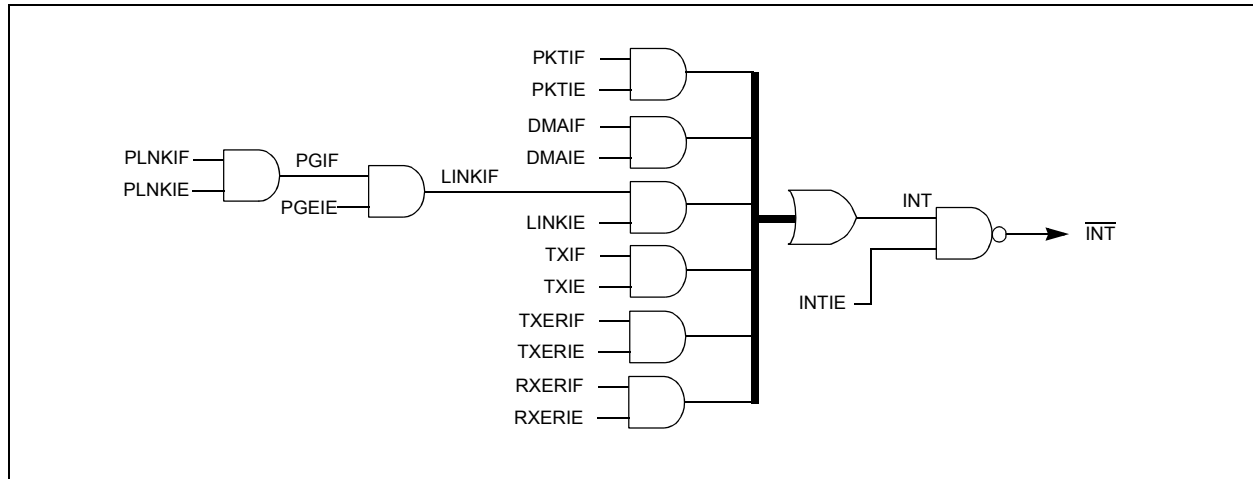 PKTIF
PKTIE
DMAIF
DMAIE
PLNKIF
PLNKIE
PGIF
PGEIE
LINKIF
LINKIE
TXIF
TXIE
TXERIF
TXERIE
RXERIF
RXERIE
INT
INTIE
INT